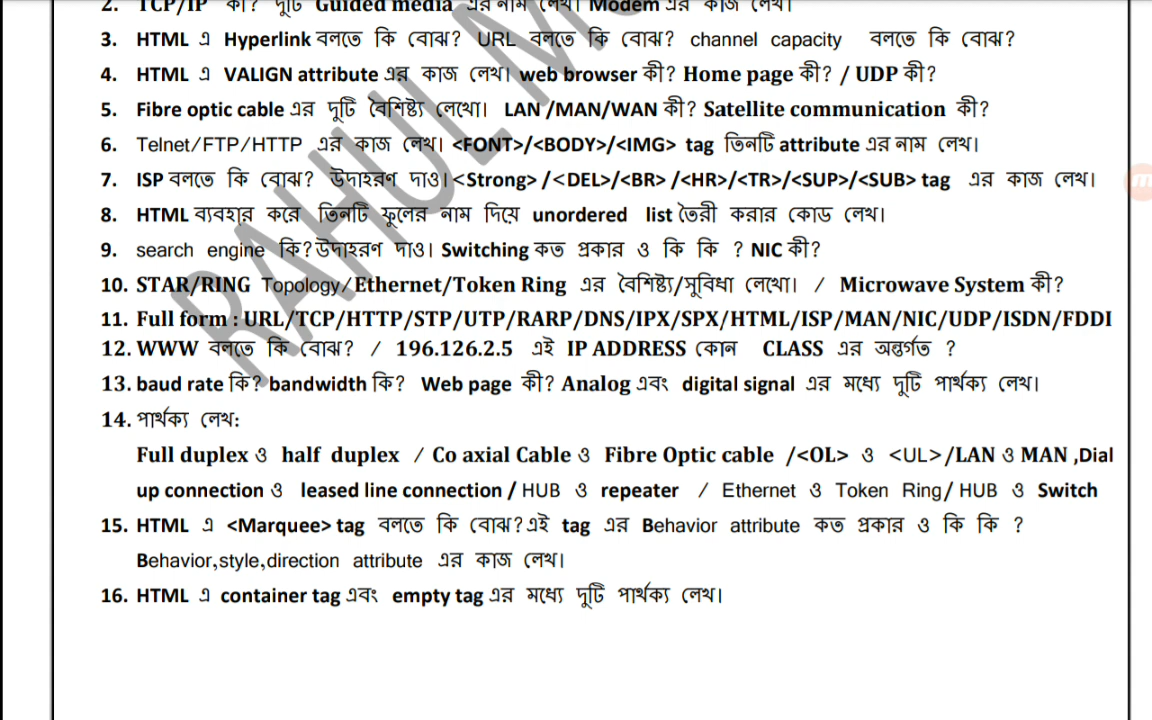 2. TCP/IP কী? দুটি Guided media এর নাম লেখ। Modem এর কাজ লেখ।
3. HTML এ Hyperlink বলতে কি বোঝ? URL বলতে কি বোঝ? channel capacity বলতে কি বোঝ?
4. HTML এ VALIGN attribute এর কাজ লেখ। web browser কী? Home page কী? / UDP কী?
5. Fibre optic cable এর দুটি বৈশিষ্ট্য লেখো। LAN /MAN/WAN কী? Satellite communication কী?
6. Telnet/FTP/HTTP এর কাজ লেখ। <FONT>/<BODY>/<IMG> tag তিনটি attribute এর নাম লেখ।
7. ISP বলতে কি বোঝ? উদাহরণ দাও।<Strong> /<DEL>/<BR> /<HR>/<TR>/<SUP>/<SUB> tag এর কাজ লেখ।
8. HTML ব্যবহার করে তিনটি ফুলের নাম দিয়ে unordered list তৈরী করার কোড লেখ।
9. search engine কি?উদাহরণ দাও। Switching কত প্রকার ও কি কি ? NIC কী?
10. STAR/RING Topology/Ethernet/Token Ring এর বৈশিষ্ট্য/সুবিধা লেখো। / Microwave System কী?
11. Full form : URL/TCP/HTTP/STP/UTP/RARP/DNS/IPX/SPX/HTML/ISP/MAN/NIC/UDP/ISDN/FDDI
12. WWW বলতে কি বোঝ? / 196.126.2.5 এই IP ADDRESS কোন CLASS এর অন্তর্গত ?
13. baud rate কি? bandwidth কি? Web page কী? Analog এবং digital signal এর মধ্যে দুটি পার্থক্য লেখ।
14. পার্থক্য লেখ:
Full duplex ও half duplex / Co axial Cable ও Fibre Optic cable /<OL> ও <UL>/LAN ও MAN ,Dial
up connection ও leased line connection / HUB ও repeater / Ethernet ও Token Ring/ HUB ও Switch
15. HTML এ <Marquee> tag বলতে কি বোঝ?এই tag এর Behavior attribute কত প্রকার ও কি কি ?
Behavior,style,direction attribute এর কাজ লেখ।
16. HTML এ container tag এবং empty tag এর মধ্যে দুটি পার্থক্য লেখ।
RAHUL M